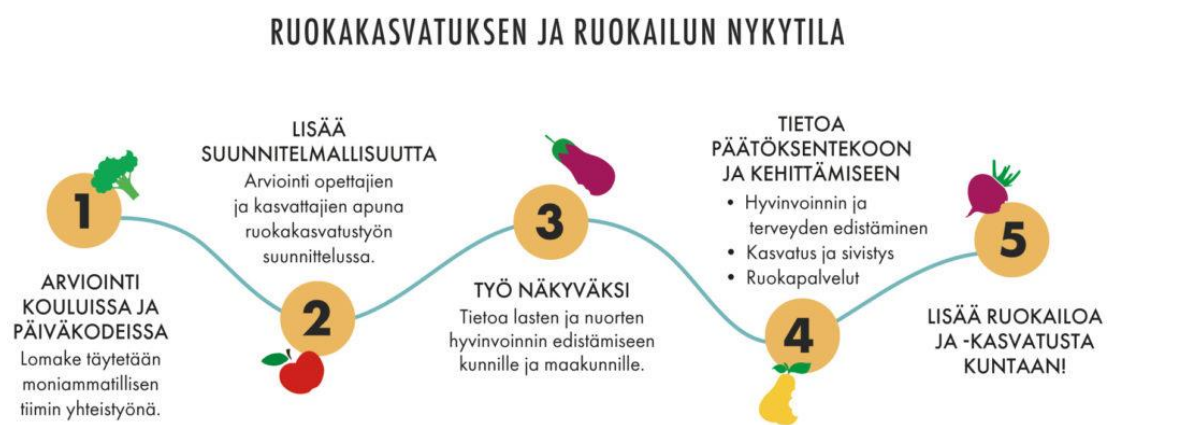 RUOKAKASVATUKSEN JA RUOKAILUN NYKYTILA
1
ARVIOINTI
KOULUISSA JA
PÄIVÄKODEISSA
Lomake täytetään
moniammatillisen
tiimin yhteistyönä.
LISÄÄ
SUUNNITELMALLISUUTTA
Arviointi opettajien
ja kasvattajien apuna
ruokakasvatustyön
suunnittelussa.
2
3
TYÖ NÄKYVÄKSI
Tietoa lasten ja nuorten
hyvinvoinnin edistämiseen
kunnille ja maakunnille.
TIETOA
PÄÄTÖKSENTEKOON
JA KEHITTÄMISEEN
• Hyvinvoinnin ja
terveyden edistäminen
• Kasvatus ja sivistys
• Ruokapalvelut
4
5
LISÄÄ RUOKAILOA
JA -KASVATUSTA
KUNTAAN!